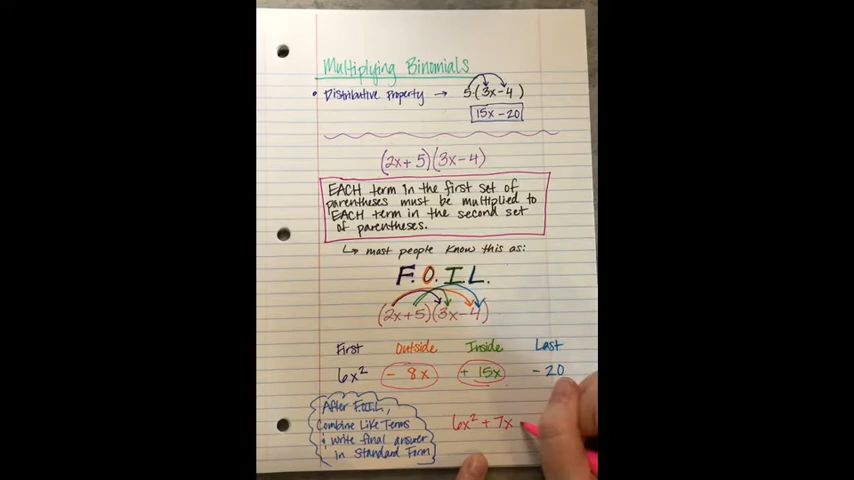 Multiplying Binomials
• Distributive Property → 5(3x-4)
15x-20
(2x+5)(3x-4)
EACH term in the first set of
parentheses must be multiplied to
EACH term in the second set
of parentheses.
↳ most people know this as:
F.O.I.L.
(2x+5)(3x-4)
First Outside Inside Last
6x² - 8x + 15x - 20
After F.O.I.L.,
Combine Like Terms
& write final answer
in Standard Form
6x² + 7x